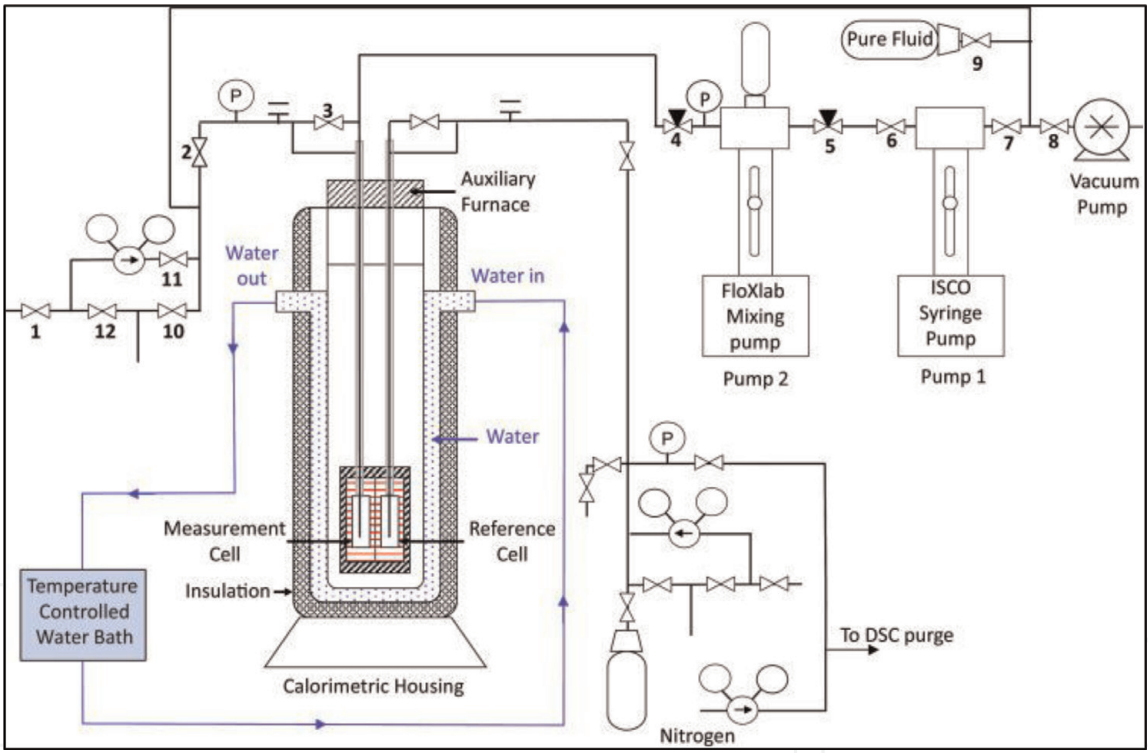 Pure Fluid
9
P
3
P
2
4
5
6
7
8
Auxiliary
Furnace
Vacuum
Pump
Water
out
Water in
11
FloXlab
Mixing
pump
ISCO
Syringe
Pump
1
12
10
Pump 2
Pump 1
Water
P
Measurement
Cell
Reference
Cell
Insulation
Temperature
Controlled
Water Bath
To DSC purge
Calorimetric Housing
Nitrogen